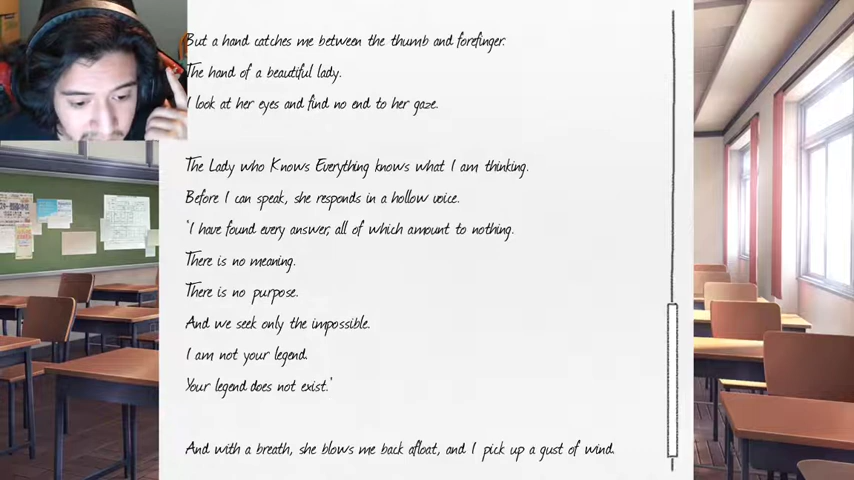 But a hand catches me between the thumb and forefinger.
The hand of a beautiful lady.
I look at her eyes and find no end to her gaze.
The Lady who Knows Everything knows what I am thinking.
Before I can speak, she responds in a hollow voice.
'I have found every answer, all of which amount to nothing.
There is no meaning.
There is no purpose.
And we seek only the impossible.
I am not your legend.
Your legend does not exist.'
And with a breath, she blows me back afloat, and I pick up a gust of wind.